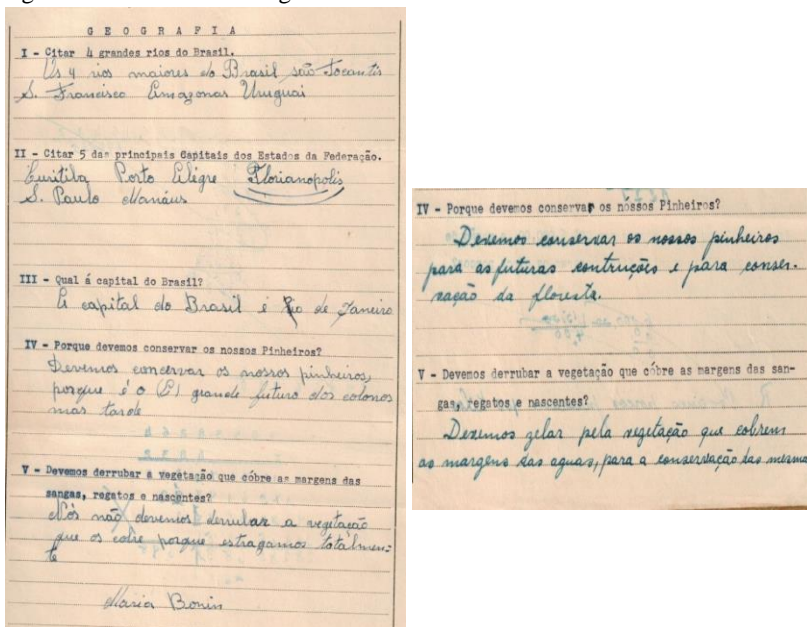 G E O G R A F I A
I - Citar 4 grandes rios do Brasil.
Os 4 rios maiores do Brasil são Tocantis
S. Francisco Amazonas Uruguai
II - Citar 5 das principais Capitais dos Estados da Federação.
Curitiba Porto Alégre Florianopolis
S. Paulo Manáus
III - Qual á capital do Brasil?
A capital do Brasil é Rio de Janeiro
IV - Porque devemos conservar os nossos Pinheiros?
Devemos concervar os nossos pinheiros,
porque é o (E) grande futuro dos colonos
mas tarde
V - Devemos derrubar a vegetação que cóbre as margens das
sangas, regatos e nascentes?
Nós não devemos derrubar a vegitação
que os cobre porque estragamos totálmen-
te
Maria Bonin
IV - Porque devemos conservar os nossos Pinheiros?
Devemos conservar os nossos pinheiros
para as futuras contruções e para conser-
vação da floresta.
V - Devemos derrubar a vegetação que cóbre as margens das san-
gas, regatos e nascentes?
Devemos zelar pela vegitação que cobrem
as margens das aguas, para a conservação das mesma